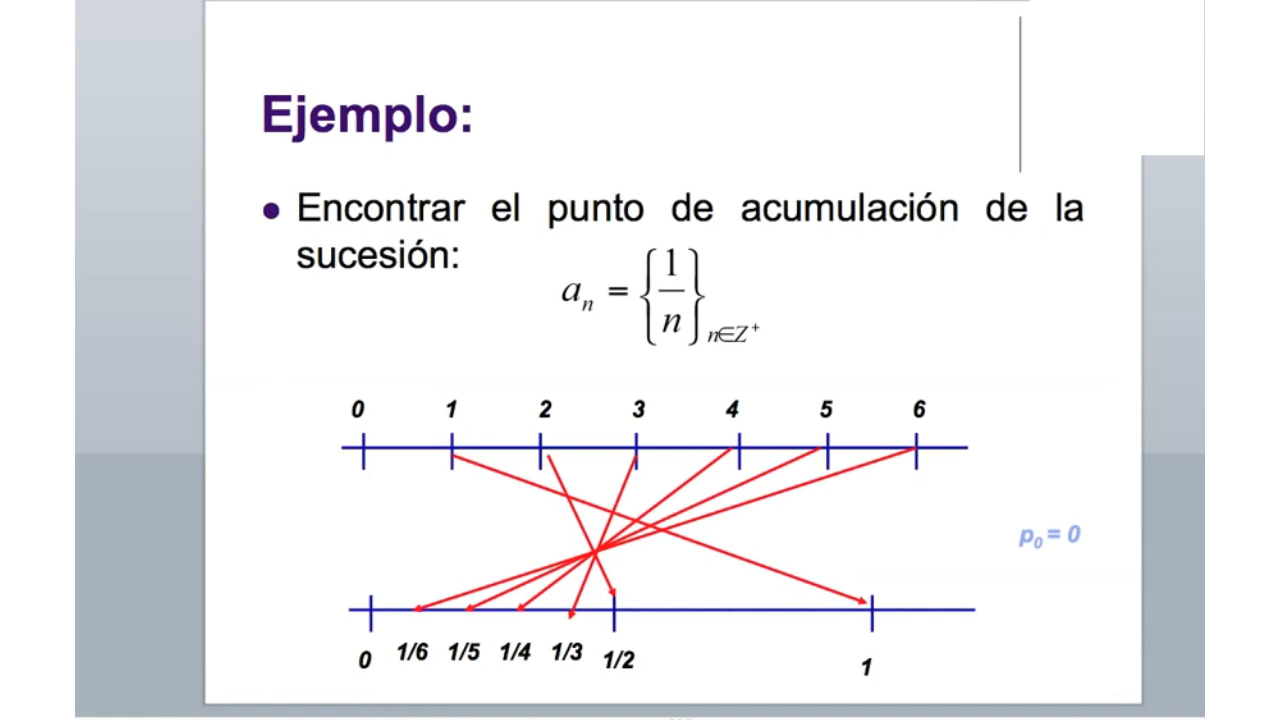 Ejemplo:
● Encontrar el punto de acumulación de la
sucesión:
aₙ = {1/n}ₙ∈Z⁺
0 1 2 3 4 5 6
p₀ = 0
0 1/6 1/5 1/4 1/3 1/2 1